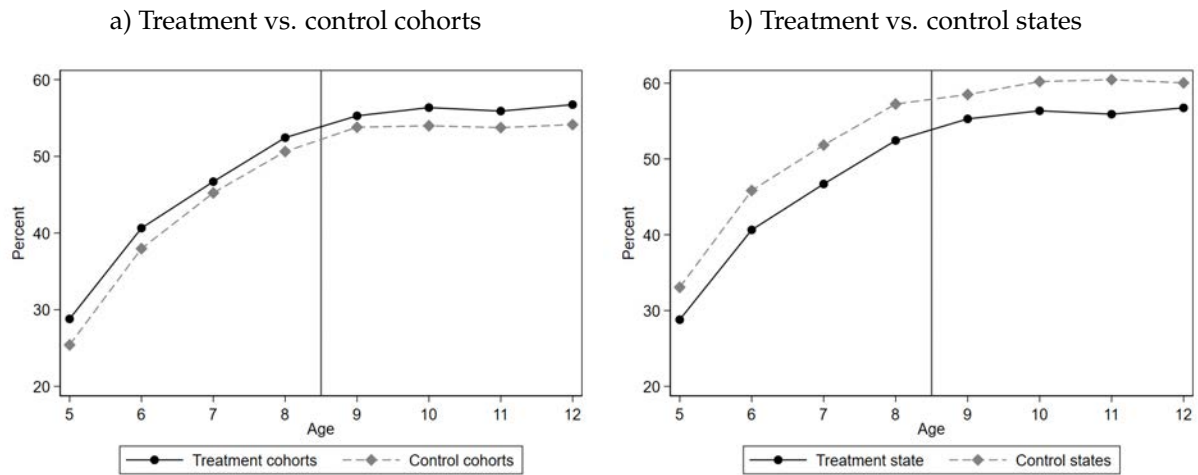 a) Treatment vs. control cohorts
60
50
40
30
20
Percent
5 6 7 8 9 10 11 12
Age
Treatment cohorts Control cohorts
b) Treatment vs. control states
60
50
40
30
20
Percent
5 6 7 8 9 10 11 12
Age
Treatment state Control states